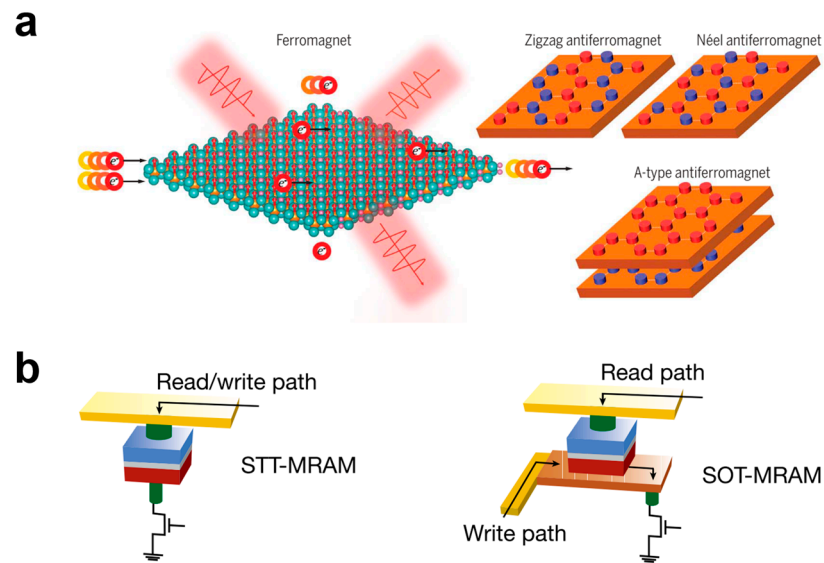 a
Ferromagnet
Zigzag antiferromagnet
Néel antiferromagnet
A-type antiferromagnet
b
Read/write path
STT-MRAM
Read path
SOT-MRAM
Write path